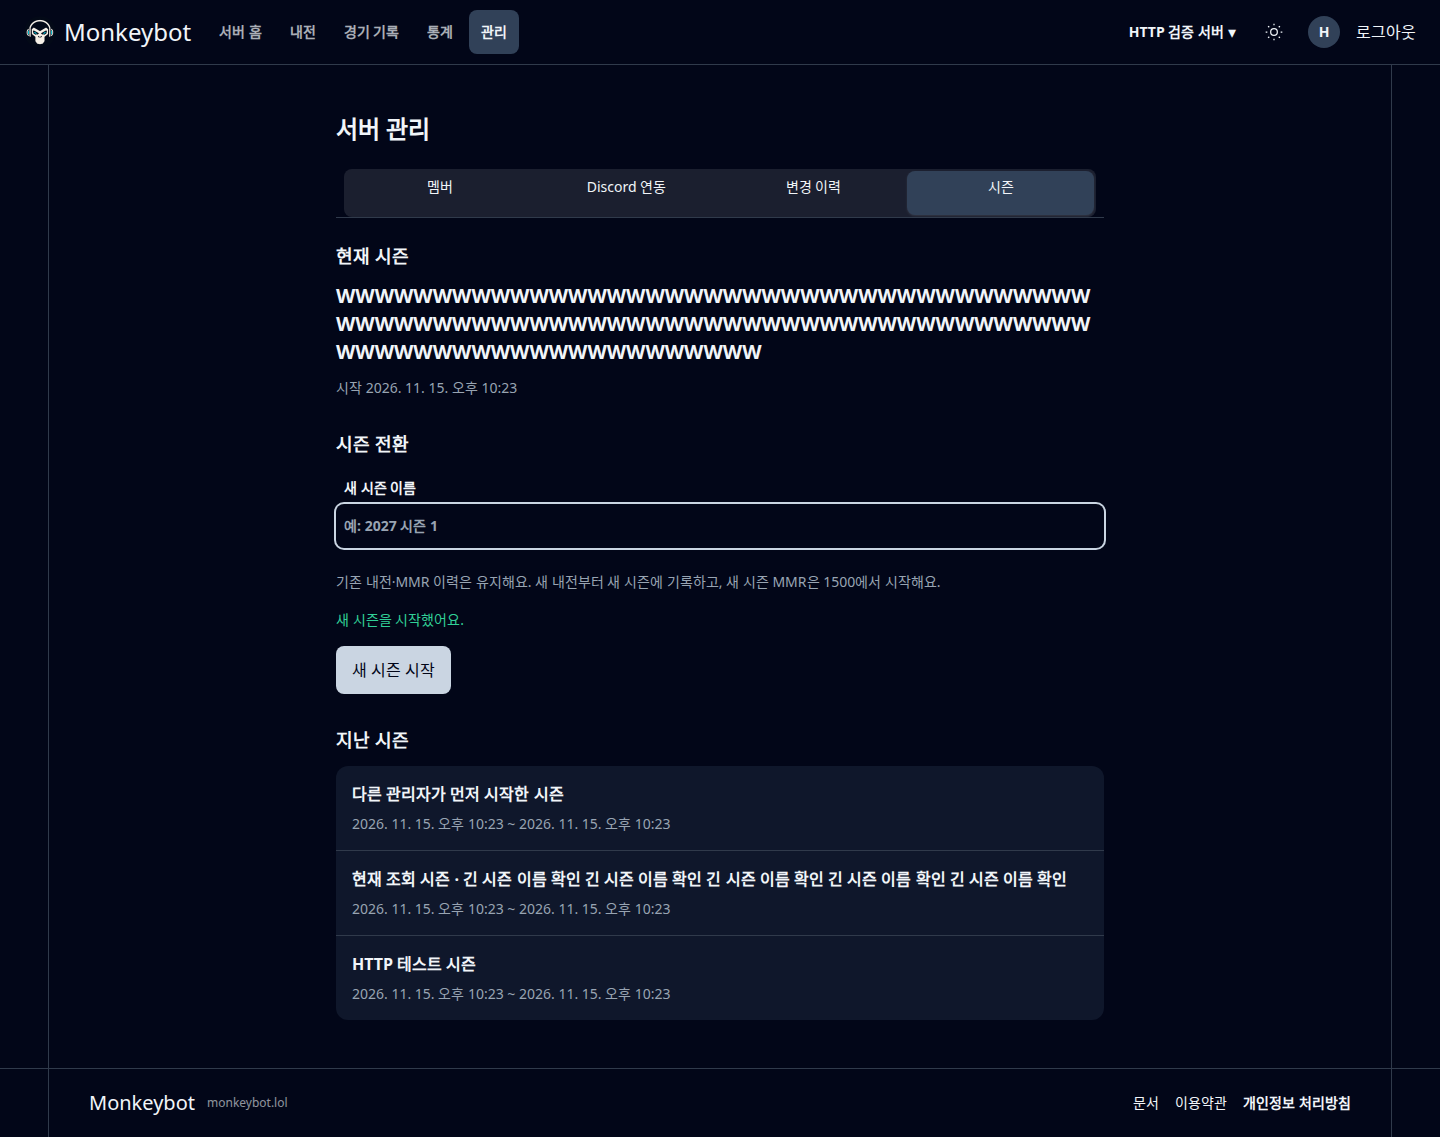 Monkeybot
서버 홈
내전
경기 기록
통계
관리
HTTP 검증 서버 ▾
H
로그아웃
서버 관리
멤버
Discord 연동
변경 이력
시즌
현재 시즌
WWWWWWWWWWWWWWWWWWWWWWWWWWWWWWWWWWWWWWW
WWWWWWWWWWWWWWWWWWWWWWWWWWWWWWWWWWWWWWW
WWWWWWWWWWWWWWWWWWWWWW
시작 2026. 11. 15. 오후 10:23
시즌 전환
새 시즌 이름
예: 2027 시즌 1
기존 내전·MMR 이력은 유지해요. 새 내전부터 새 시즌에 기록하고, 새 시즌 MMR은 1500에서 시작해요.
새 시즌을 시작했어요.
새 시즌 시작
지난 시즌
다른 관리자가 먼저 시작한 시즌
2026. 11. 15. 오후 10:23 ~ 2026. 11. 15. 오후 10:23
현재 조회 시즌 · 긴 시즌 이름 확인 긴 시즌 이름 확인 긴 시즌 이름 확인 긴 시즌 이름 확인 긴 시즌 이름 확인
2026. 11. 15. 오후 10:23 ~ 2026. 11. 15. 오후 10:23
HTTP 테스트 시즌
2026. 11. 15. 오후 10:23 ~ 2026. 11. 15. 오후 10:23
Monkeybot
monkeybot.lol
문서
이용약관
개인정보 처리방침